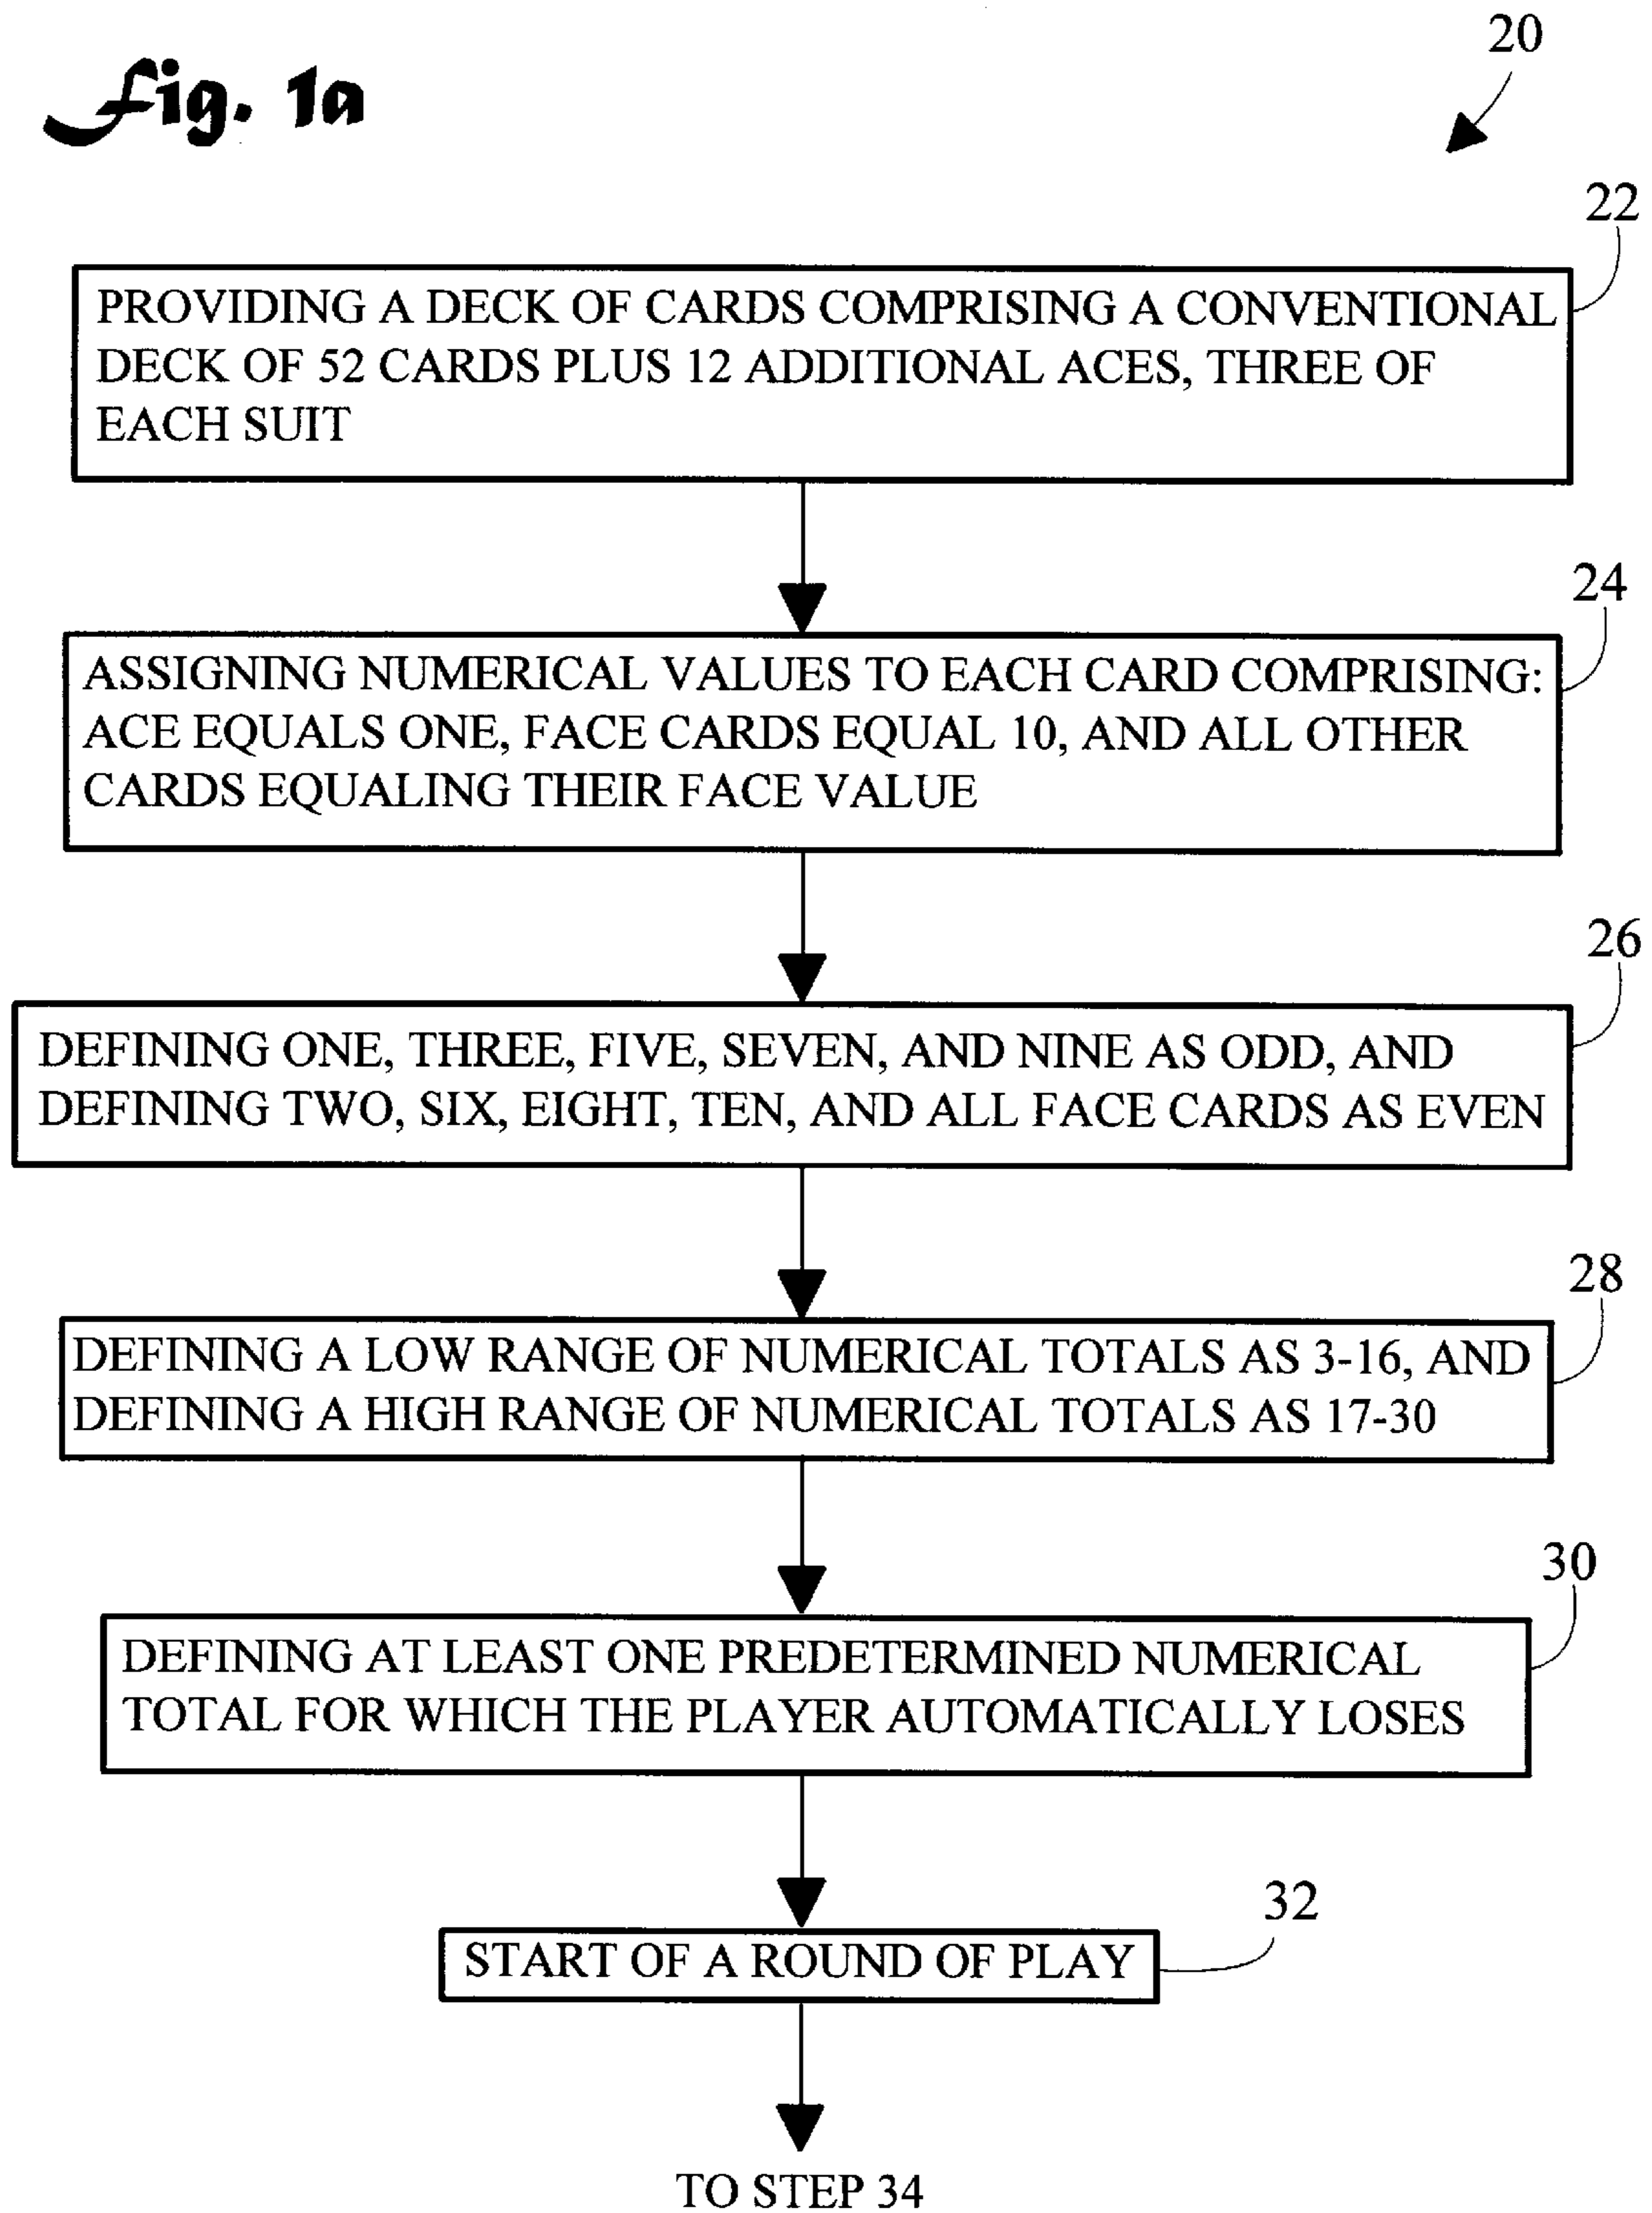 Fig. 1a
20
22
PROVIDING A DECK OF CARDS COMPRISING A CONVENTIONAL
DECK OF 52 CARDS PLUS 12 ADDITIONAL ACES, THREE OF
EACH SUIT
24
ASSIGNING NUMERICAL VALUES TO EACH CARD COMPRISING:
ACE EQUALS ONE, FACE CARDS EQUAL 10, AND ALL OTHER
CARDS EQUALING THEIR FACE VALUE
26
DEFINING ONE, THREE, FIVE, SEVEN, AND NINE AS ODD, AND
DEFINING TWO, SIX, EIGHT, TEN, AND ALL FACE CARDS AS EVEN
28
DEFINING A LOW RANGE OF NUMERICAL TOTALS AS 3-16, AND
DEFINING A HIGH RANGE OF NUMERICAL TOTALS AS 17-30
30
DEFINING AT LEAST ONE PREDETERMINED NUMERICAL
TOTAL FOR WHICH THE PLAYER AUTOMATICALLY LOSES
32
START OF A ROUND OF PLAY
TO STEP 34